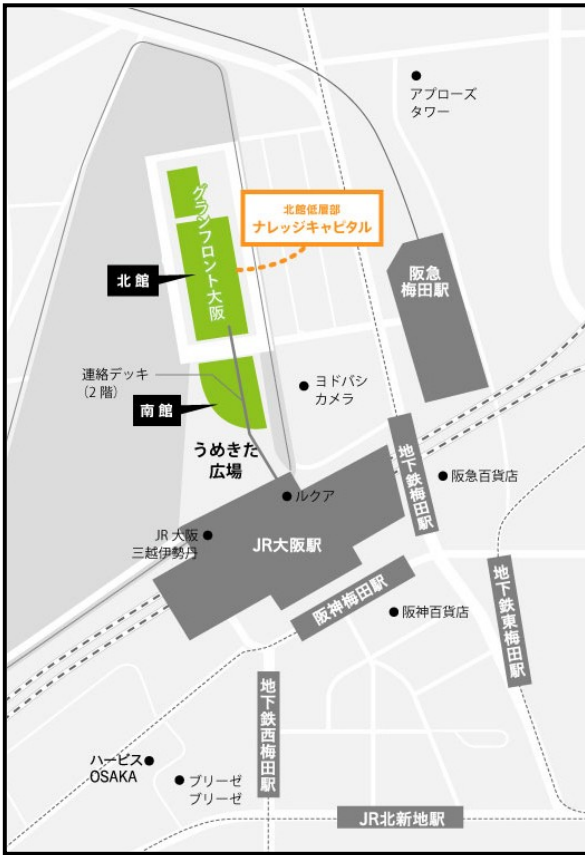 アプローズ
タワー
グランフロント大阪
北館低層部
ナレッジキャピタル
北館
阪急
梅田駅
連絡デッキ
(2階)
ヨドバシ
カメラ
南館
うめきた
広場
地下鉄梅田駅
阪急百貨店
ルクア
JR大阪
三越伊勢丹
JR大阪駅
阪神梅田駅
阪神百貨店
地下鉄東梅田駅
地下鉄西梅田駅
ハービス
OSAKA
ブリーゼ
ブリーゼ
JR北新地駅